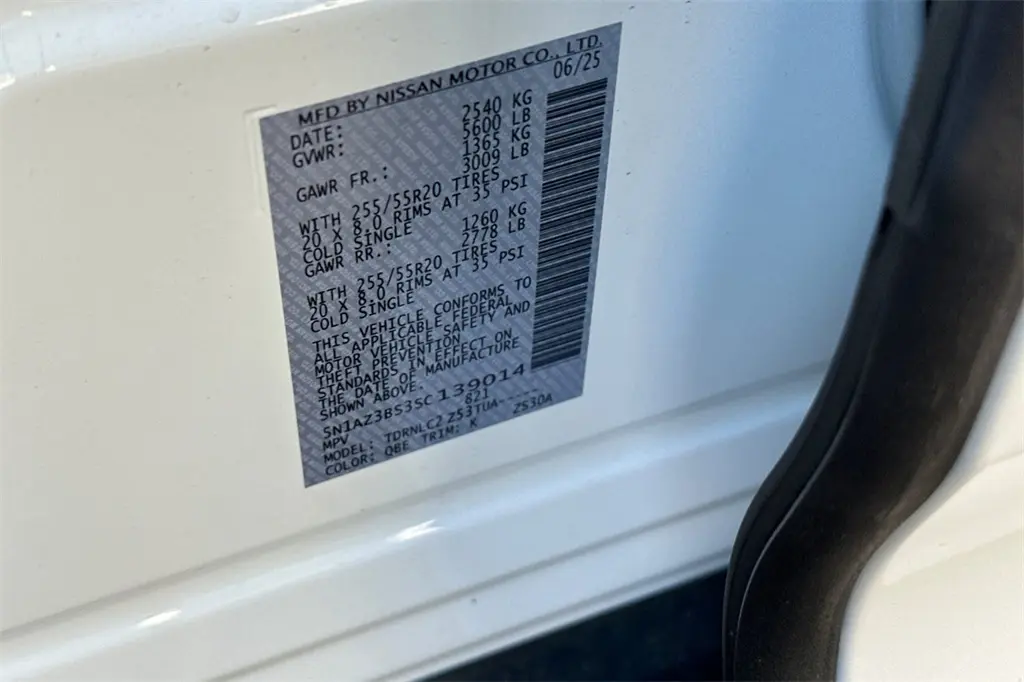 MFD BY NISSAN MOTOR CO., LTD.
DATE: 06/25
GVWR: 2540 KG
5600 LB
GAWR FR.: 1365 KG
3009 LB
WITH 255/55R20 TIRES
20 X 8.0 RIMS AT 35 PSI
COLD SINGLE
GAWR RR.: 1260 KG
2778 LB
WITH 255/55R20 TIRES
20 X 8.0 RIMS AT 35 PSI
COLD SINGLE
THIS VEHICLE CONFORMS TO
ALL APPLICABLE FEDERAL
MOTOR VEHICLE SAFETY AND
THEFT PREVENTION
STANDARDS IN EFFECT ON
THE DATE OF MANUFACTURE
SHOWN ABOVE.
5N1AZ3BS3SC139014
MPV 821
MODEL: TDRNLC2 Z53TUA----- ZS30A
COLOR: QBE TRIM: K